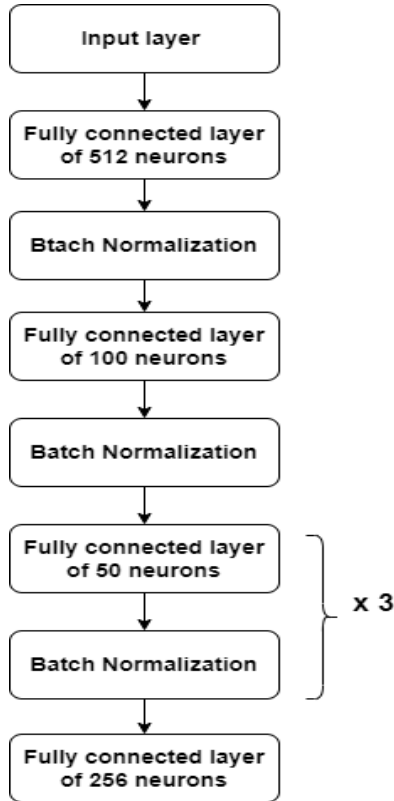 Input layer
Fully connected layer
of 512 neurons
Btach Normalization
Fully connected layer
of 100 neurons
Batch Normalization
Fully connected layer
of 50 neurons
x 3
Batch Normalization
Fully connected layer
of 256 neurons